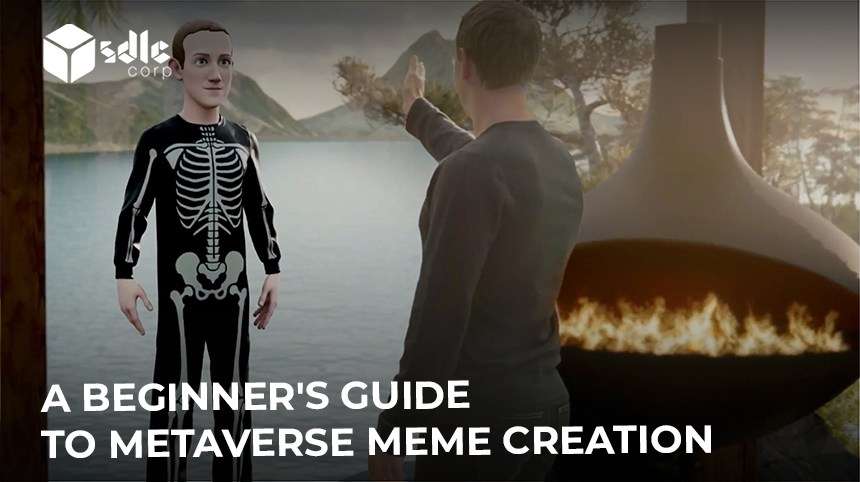 sdlc
corp
A BEGINNER'S GUIDE
TO METAVERSE MEME CREATION